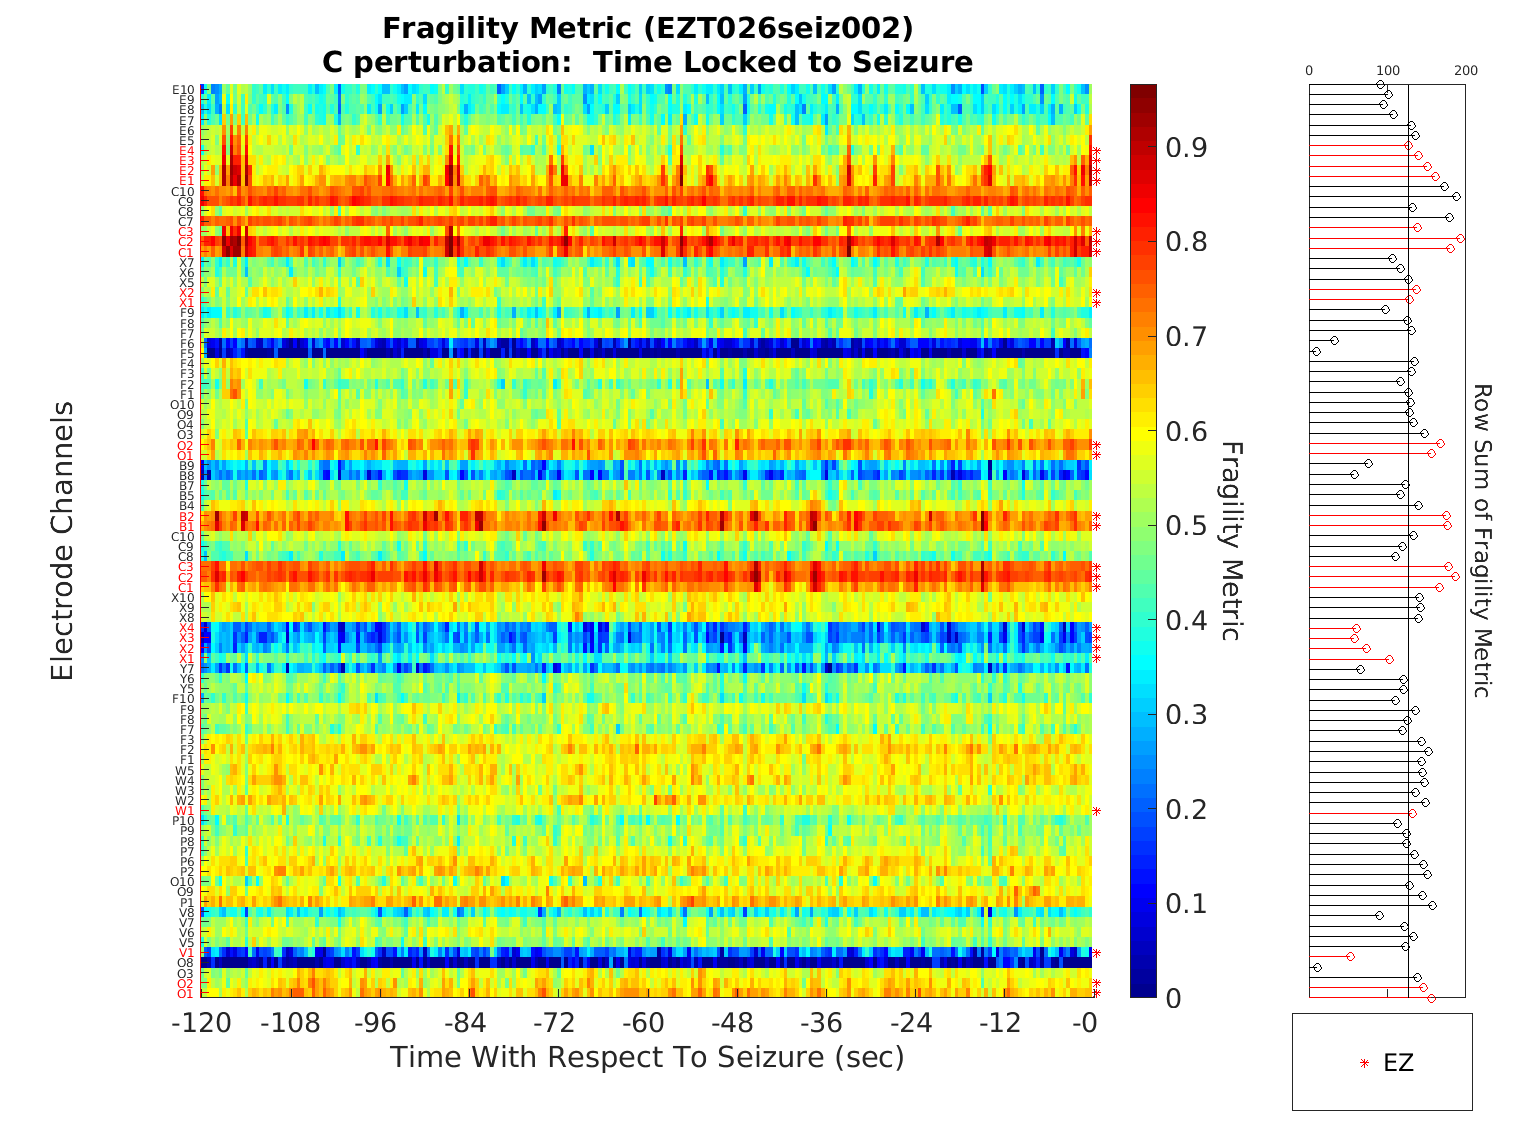 Fragility Metric (EZT026seiz002)
C perturbation:  Time Locked to Seizure
Electrode Channels
E10
E9
E8
E7
E6
E5
E4
E3
E2
E1
C10
C9
C8
C7
C3
C2
C1
X7
X6
X5
X2
X1
F9
F8
F7
F6
F5
F4
F3
F2
F1
O10
O9
O4
O3
O2
O1
B9
B8
B7
B5
B4
B2
B1
C10
C9
C8
C3
C2
C1
X10
X9
X8
X4
X3
X2
X1
Y7
Y6
Y5
F10
F9
F8
F7
F3
F2
F1
W5
W4
W3
W2
W1
P10
P9
P8
P7
P6
P2
O10
O9
P1
V8
V7
V6
V5
V1
O8
O3
O2
O1
-120 -108 -96 -84 -72 -60 -48 -36 -24 -12 -0
Time With Respect To Seizure (sec)
0.9
0.8
0.7
0.6
0.5
0.4
0.3
0.2
0.1
0
Fragility Metric
0 100 200
Row Sum of Fragility Metric
EZ